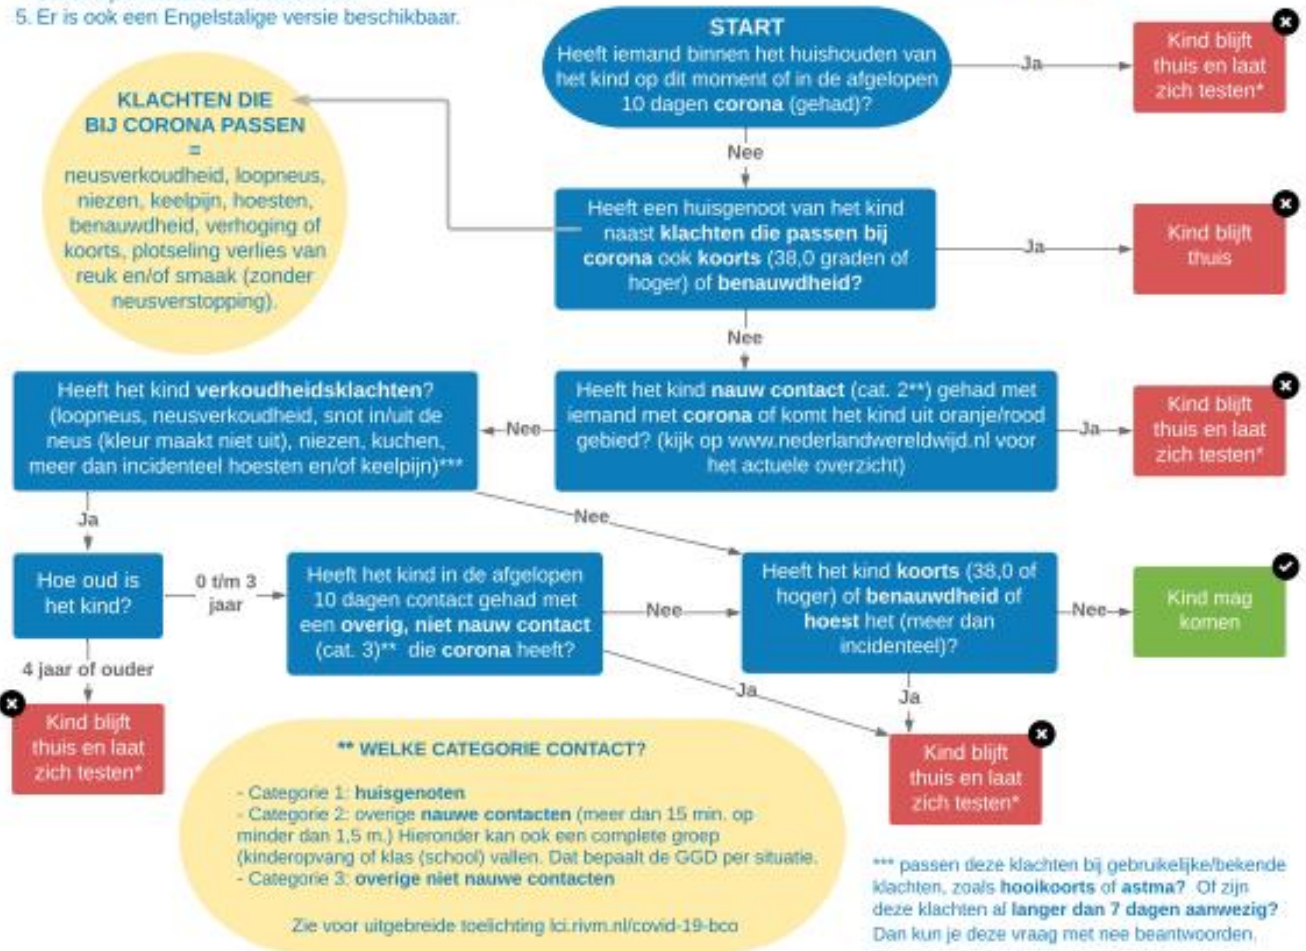 5. Er is ook een Engelstalige versie beschikbaar.
START
Heeft iemand binnen het huishouden van
het kind op dit moment of in de afgelopen
10 dagen corona (gehad)?
Ja
Kind blijft
thuis en laat
zich testen*
KLACHTEN DIE
BIJ CORONA PASSEN
=
neusverkoudheid, loopneus,
niezen, keelpijn, hoesten,
benauwdheid, verhoging of
koorts, plotseling verlies van
reuk en/of smaak (zonder
neusverstopping).
Nee
Heeft een huisgenoot van het kind
naast klachten die passen bij
corona ook koorts (38,0 graden of
hoger) of benauwdheid?
Ja
Kind blijft
thuis
Nee
Heeft het kind verkoudheidsklachten?
(loopneus, neusverkoudheid, snot in/uit de
neus (kleur maakt niet uit), niezen, kuchen,
meer dan incidenteel hoesten en/of keelpijn)***
Nee
Heeft het kind nauw contact (cat. 2**) gehad met
iemand met corona of komt het kind uit oranje/rood
gebied? (kijk op www.nederlandwereldwijd.nl voor
het actuele overzicht)
Ja
Kind blijft
thuis en laat
zich testen*
Ja
Nee
Hoe oud is
het kind?
0 t/m 3
jaar
Heeft het kind in de afgelopen
10 dagen contact gehad met
een overig, niet nauw contact
(cat. 3)** die corona heeft?
Nee
Heeft het kind koorts (38,0 of
hoger) of benauwdheid of
hoest het (meer dan
incidenteel)?
Nee
Kind mag
komen
4 jaar of ouder
Ja
Ja
Kind blijft
thuis en laat
zich testen*
Kind blijft
thuis en laat
zich testen*
** WELKE CATEGORIE CONTACT?
- Categorie 1: huisgenoten
- Categorie 2: overige nauwe contacten (meer dan 15 min. op
minder dan 1,5 m.) Hieronder kan ook een complete groep
(kinderopvang of klas (school) vallen. Dat bepaalt de GGD per situatie.
- Categorie 3: overige niet nauwe contacten
Zie voor uitgebreide toelichting lci.rivm.nl/covid-19-bco
*** passen deze klachten bij gebruikelijke/bekende
klachten, zoals hooikoorts of astma? Of zijn
deze klachten al langer dan 7 dagen aanwezig?
Dan kun je deze vraag met nee beantwoorden.